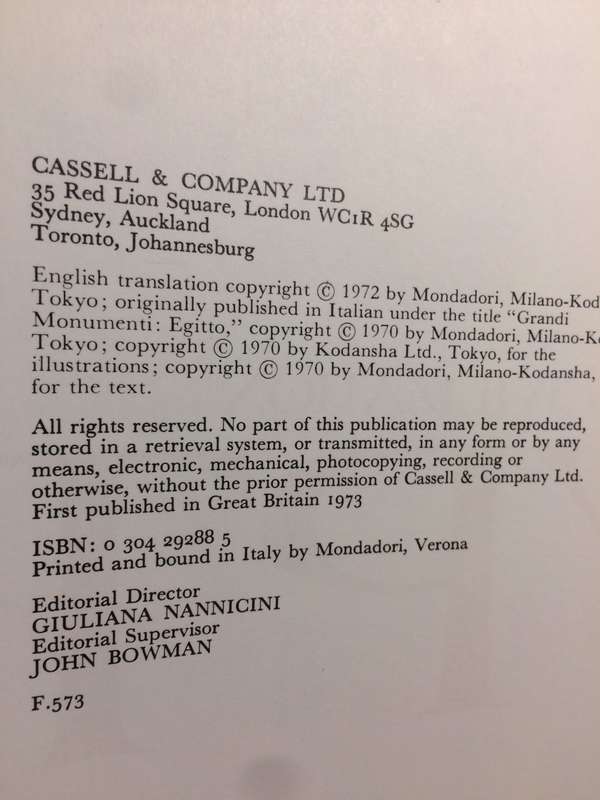 CASSELL & COMPANY LTD
35 Red Lion Square, London WC1R 4SG
Sydney, Auckland
Toronto, Johannesburg
English translation copyright © 1972 by Mondadori, Milano-Kod
Tokyo; originally published in Italian under the title "Grandi
Monumenti: Egitto," copyright © 1970 by Mondadori, Milano-K
Tokyo; copyright © 1970 by Kodansha Ltd., Tokyo, for the
illustrations; copyright © 1970 by Mondadori, Milano-Kodansha,
for the text.
All rights reserved. No part of this publication may be reproduced,
stored in a retrieval system, or transmitted, in any form or by any
means, electronic, mechanical, photocopying, recording or
otherwise, without the prior permission of Cassell & Company Ltd.
First published in Great Britain 1973
ISBN: 0 304 29288 5
Printed and bound in Italy by Mondadori, Verona
Editorial Director
GIULIANA NANNICINI
Editorial Supervisor
JOHN BOWMAN
F.573